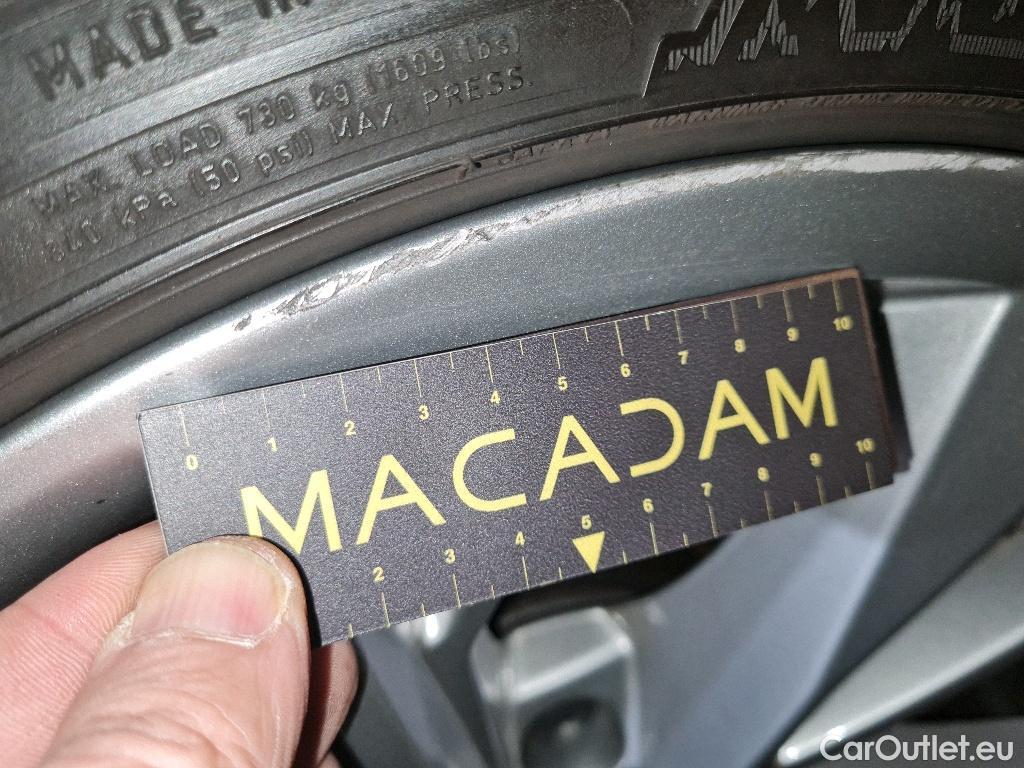 MADE
MAX. LOAD 730 kg (1609 lbs)
340 kPa (50 psi) MAX. PRESS.
0 1 2 3 4 5 6 7 8 9 10
MACADAM
2 3 4 5 6 7 8 9 10
CarOutlet.eu